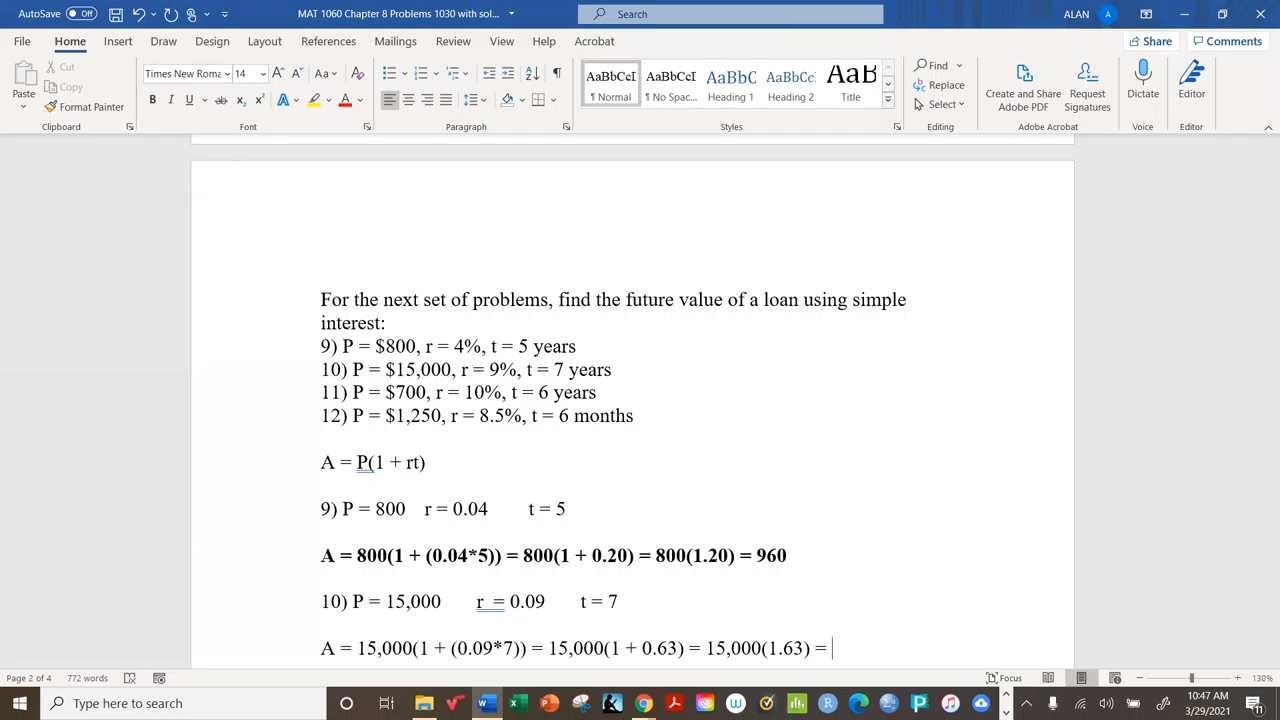 AutoSave Off MAT 1060 Chapter 8 Problems 1030 with sol... Search ALAN A
File Home Insert Draw Design Layout References Mailings Review View Help Acrobat Share Comments
Paste Cut Copy Format Painter
Times New Roma 14 Aa
B I U ab x₂ x² A A
AaBbCcI AaBbCcI AaBbC AaBbCcI AaB
¶ Normal ¶ No Spac... Heading 1 Heading 2 Title
Find Replace Select
Create and Share Adobe PDF Request Signatures Dictate Editor
Clipboard Font Paragraph Styles Editing Adobe Acrobat Voice Editor
For the next set of problems, find the future value of a loan using simple
interest:
9) P = $800, r = 4%, t = 5 years
10) P = $15,000, r = 9%, t = 7 years
11) P = $700, r = 10%, t = 6 years
12) P = $1,250, r = 8.5%, t = 6 months
A = P(1 + rt)
9) P = 800 r = 0.04 t = 5
A = 800(1 + (0.04*5)) = 800(1 + 0.20) = 800(1.20) = 960
10) P = 15,000 r = 0.09 t = 7
A = 15,000(1 + (0.09*7)) = 15,000(1 + 0.63) = 15,000(1.63) =
Page 2 of 4 772 words Focus 130%
Type here to search 10:47 AM
3/29/2021